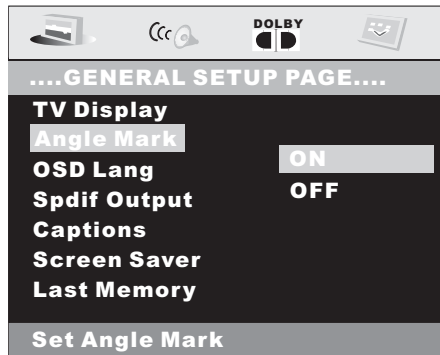 DOLBY
....GENERAL SETUP PAGE....
TV Display
Angle Mark
ON
OSD Lang
OFF
Spdif Output
Captions
Screen Saver
Last Memory
Set Angle Mark